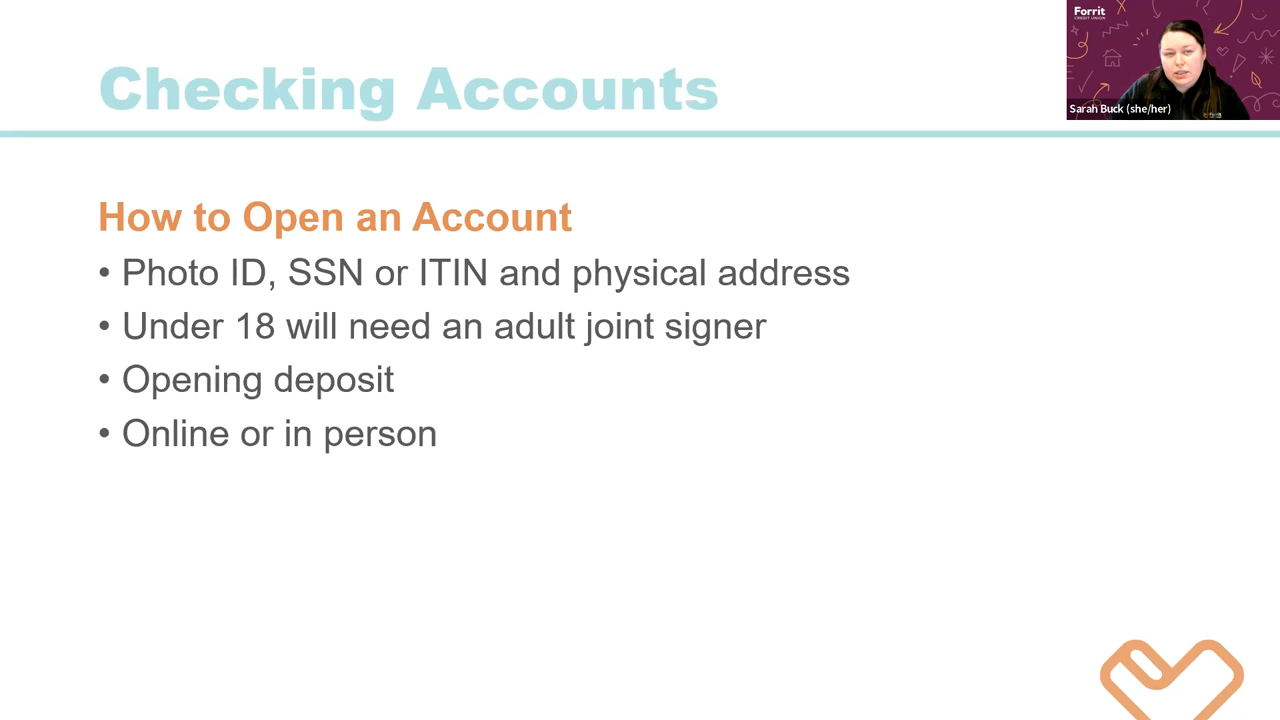 Checking Accounts
Forrit
CREDIT UNION
Sarah Buck (she/her)
How to Open an Account
• Photo ID, SSN or ITIN and physical address
• Under 18 will need an adult joint signer
• Opening deposit
• Online or in person